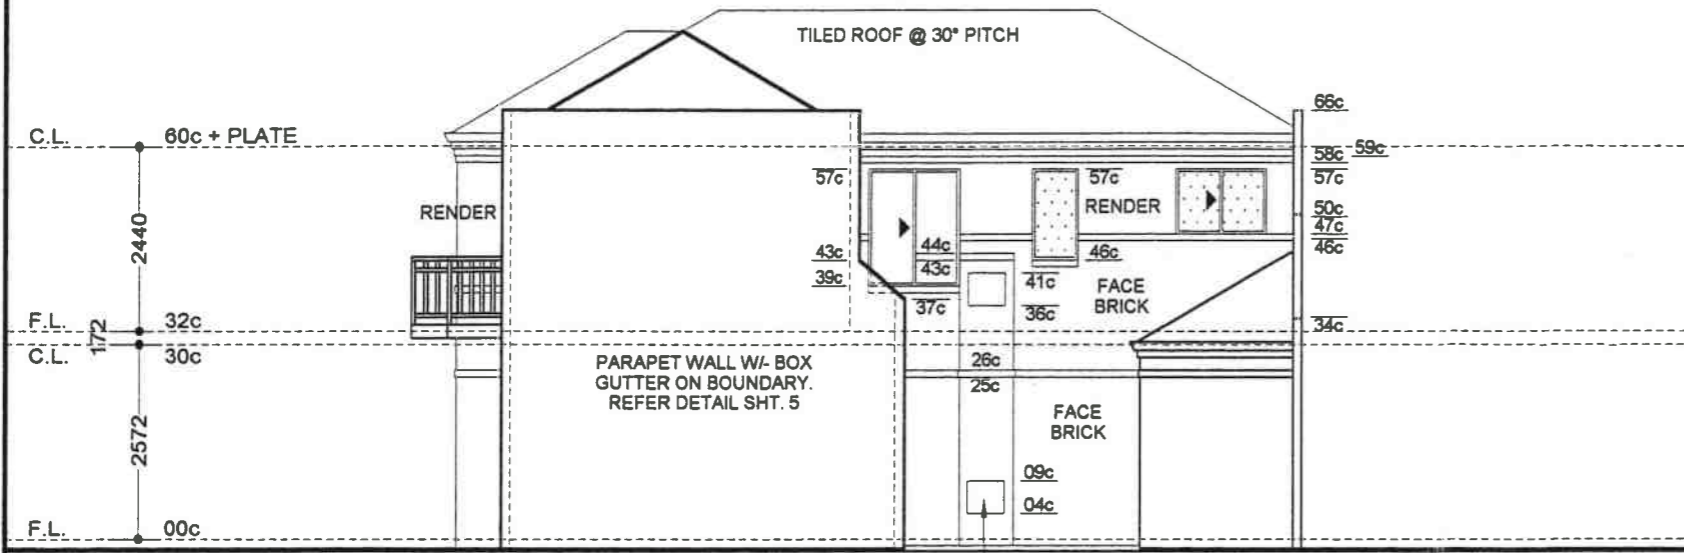 TILED ROOF @ 30° PITCH
66c
C.L. 60c + PLATE
58c 59c
57c 57c 57c
RENDER RENDER
50c
47c
46c
2440
43c 44c 46c
39c 43c 41c
FACE
BRICK
37c 36c
F.L. 32c 34c
172
C.L. 30c
PARAPET WALL W/- BOX
GUTTER ON BOUNDARY.
REFER DETAIL SHT. 5
26c
25c
2572
FACE
BRICK
09c
04c
F.L. 00c